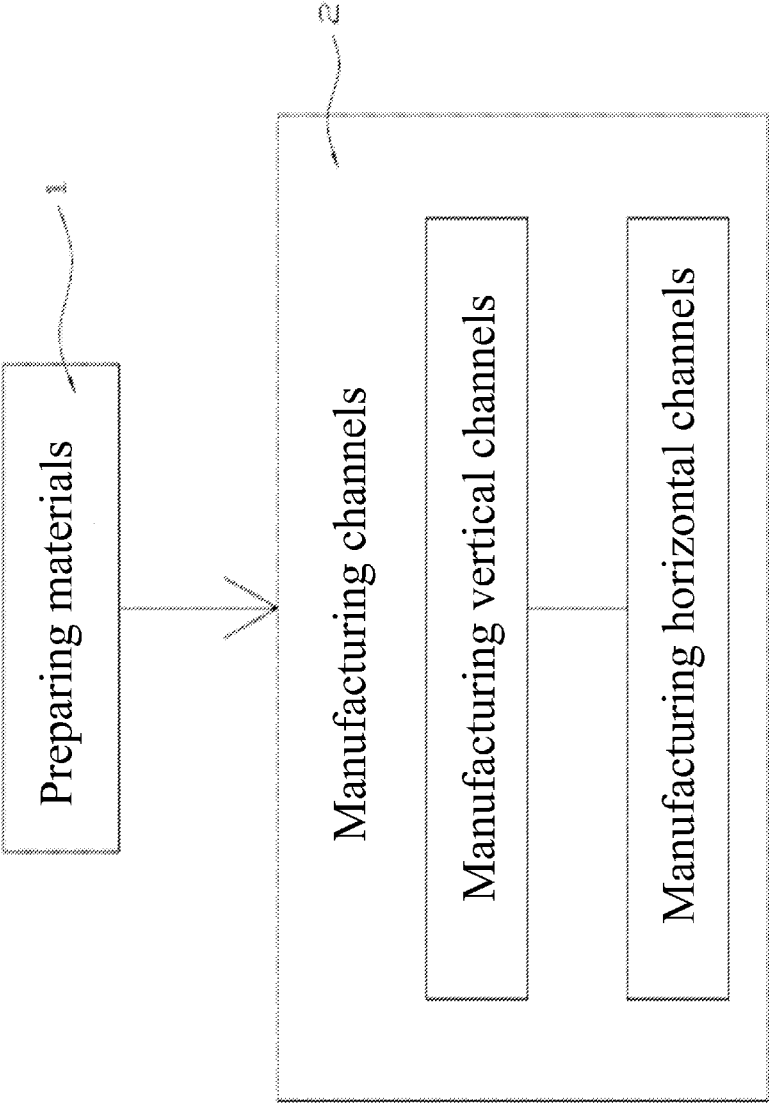 1
Preparing materials
2
Manufacturing channels
Manufacturing vertical channels
Manufacturing horizontal channels